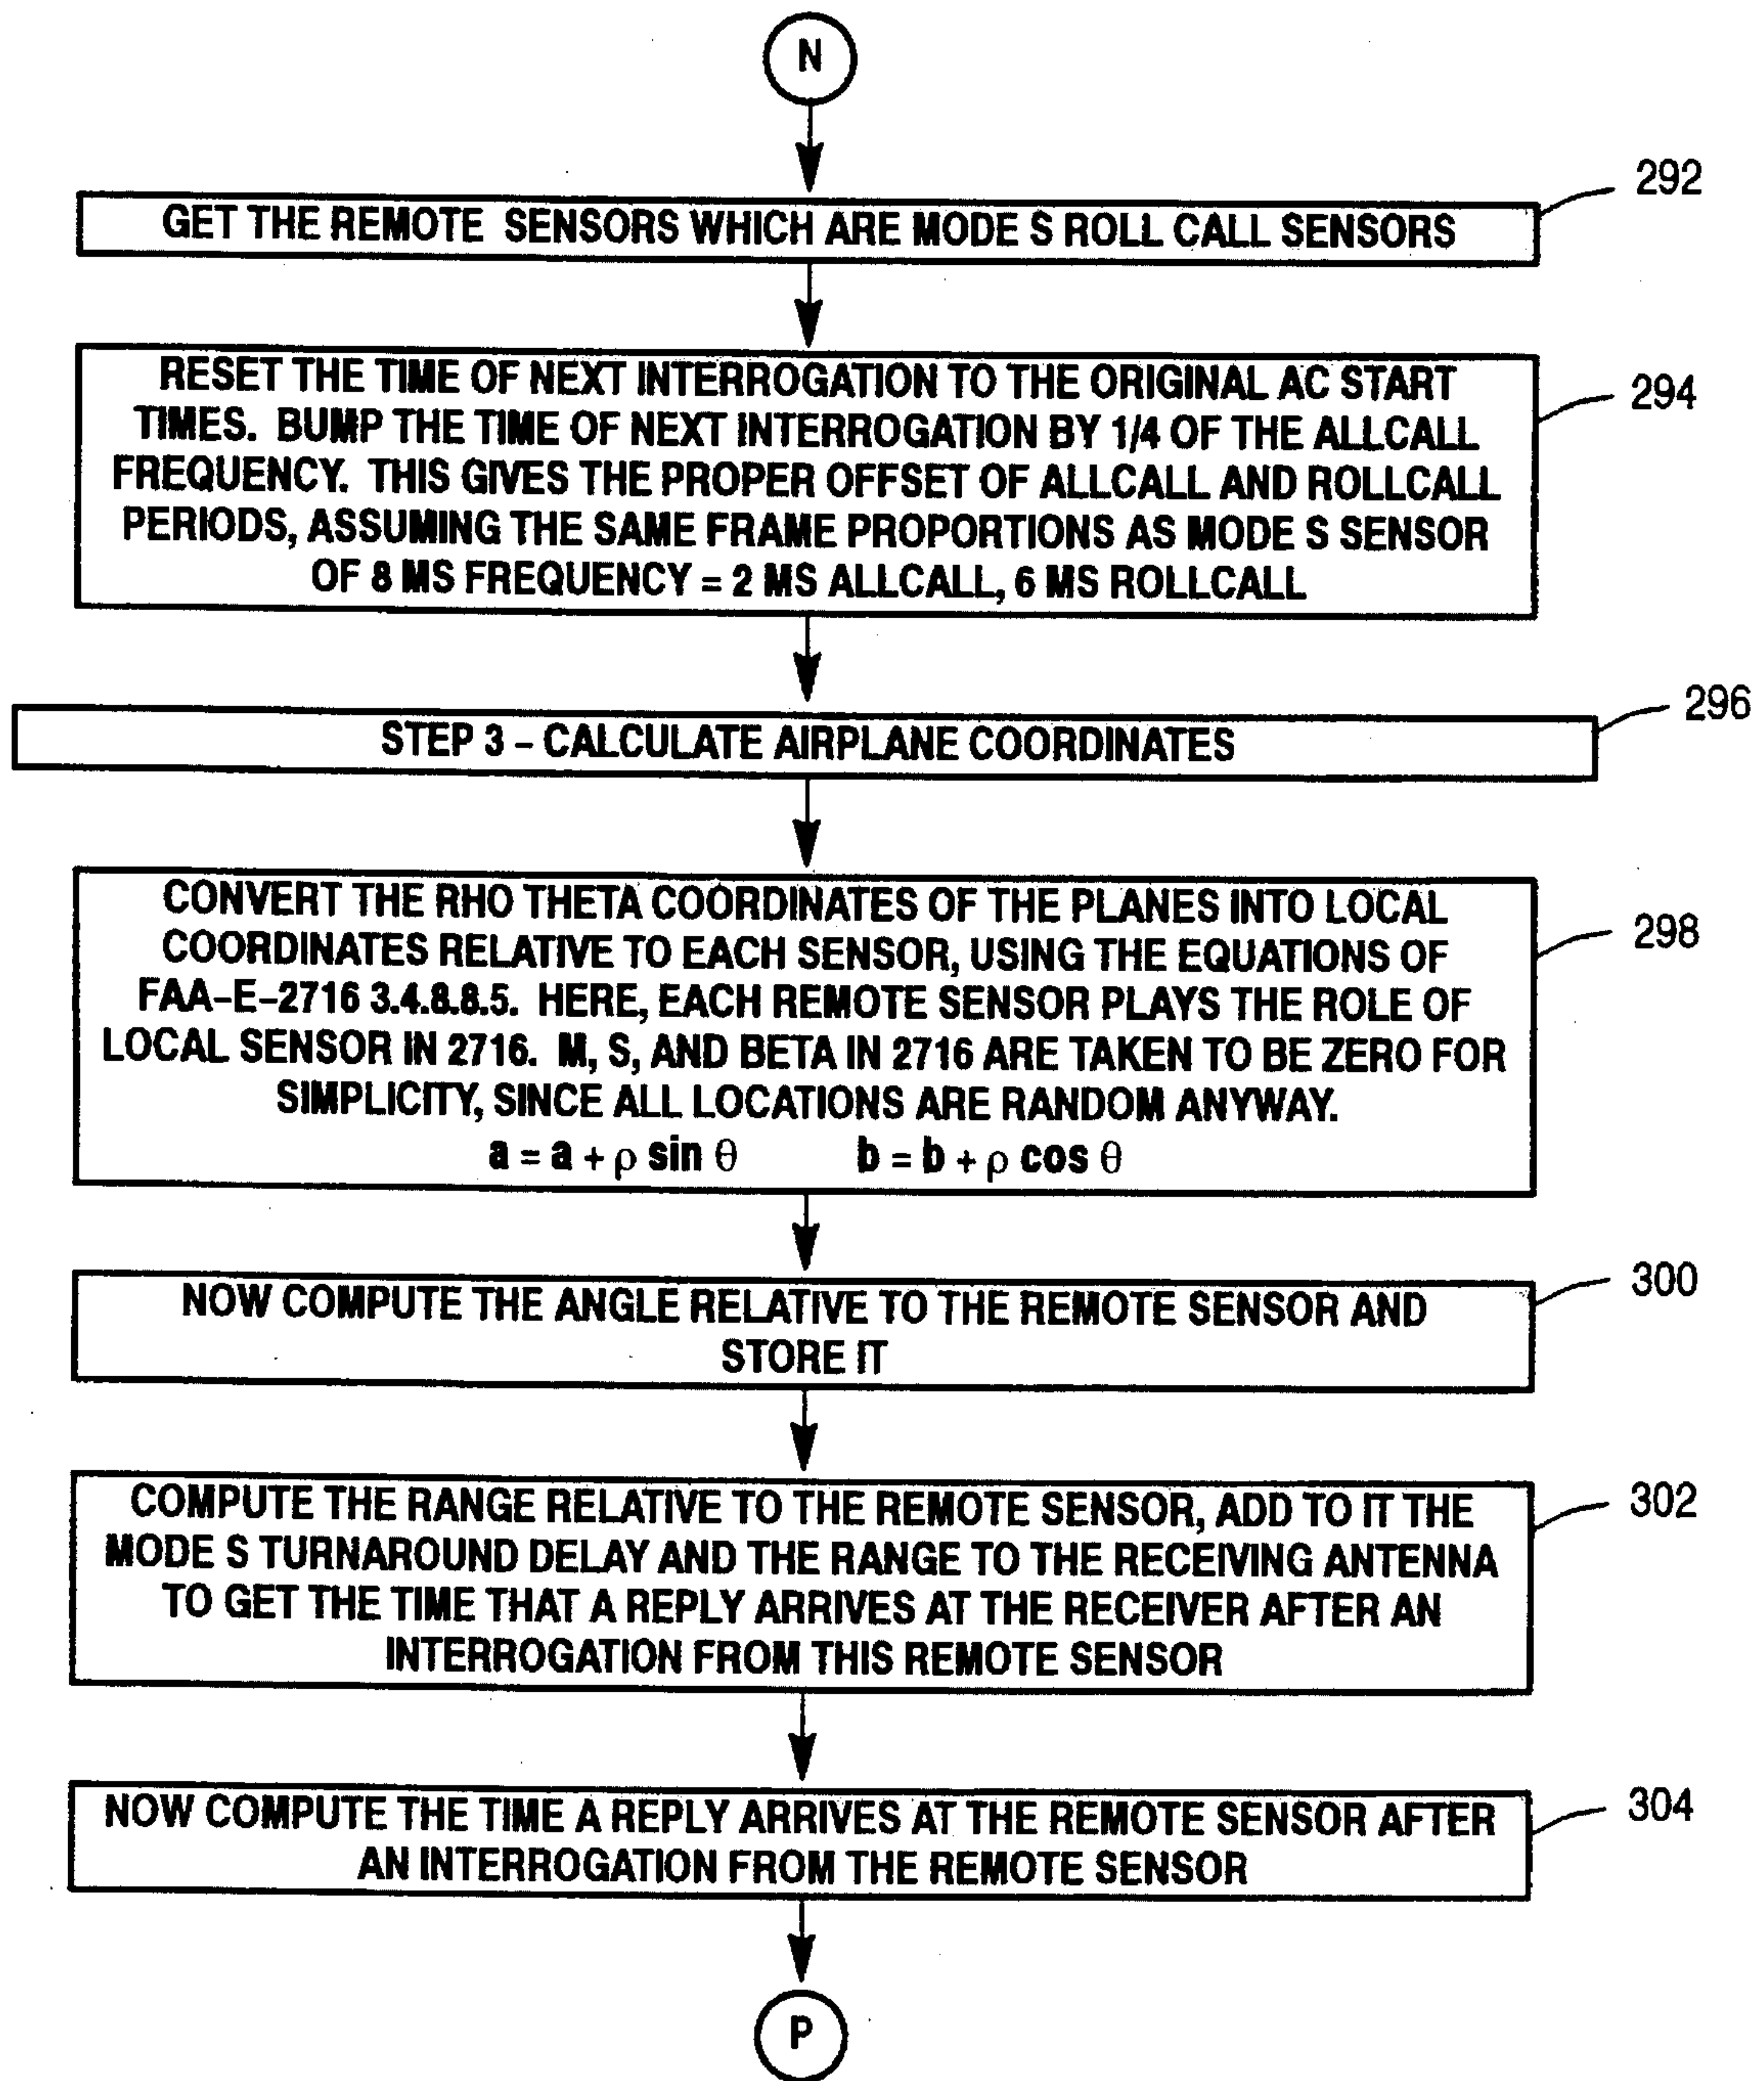 N
292
GET THE REMOTE SENSORS WHICH ARE MODE S ROLL CALL SENSORS
294
RESET THE TIME OF NEXT INTERROGATION TO THE ORIGINAL AC START
TIMES. BUMP THE TIME OF NEXT INTERROGATION BY 1/4 OF THE ALLCALL
FREQUENCY. THIS GIVES THE PROPER OFFSET OF ALLCALL AND ROLLCALL
PERIODS, ASSUMING THE SAME FRAME PROPORTIONS AS MODE S SENSOR
OF 8 MS FREQUENCY = 2 MS ALLCALL, 6 MS ROLLCALL
296
STEP 3 – CALCULATE AIRPLANE COORDINATES
298
CONVERT THE RHO THETA COORDINATES OF THE PLANES INTO LOCAL
COORDINATES RELATIVE TO EACH SENSOR, USING THE EQUATIONS OF
FAA–E–2716 3.4.8.8.5. HERE, EACH REMOTE SENSOR PLAYS THE ROLE OF
LOCAL SENSOR IN 2716. M, S, AND BETA IN 2716 ARE TAKEN TO BE ZERO FOR
SIMPLICITY, SINCE ALL LOCATIONS ARE RANDOM ANYWAY.
a = a + ρ sin θ b = b + ρ cos θ
300
NOW COMPUTE THE ANGLE RELATIVE TO THE REMOTE SENSOR AND
STORE IT
302
COMPUTE THE RANGE RELATIVE TO THE REMOTE SENSOR, ADD TO IT THE
MODE S TURNAROUND DELAY AND THE RANGE TO THE RECEIVING ANTENNA
TO GET THE TIME THAT A REPLY ARRIVES AT THE RECEIVER AFTER AN
INTERROGATION FROM THIS REMOTE SENSOR
304
NOW COMPUTE THE TIME A REPLY ARRIVES AT THE REMOTE SENSOR AFTER
AN INTERROGATION FROM THE REMOTE SENSOR
P